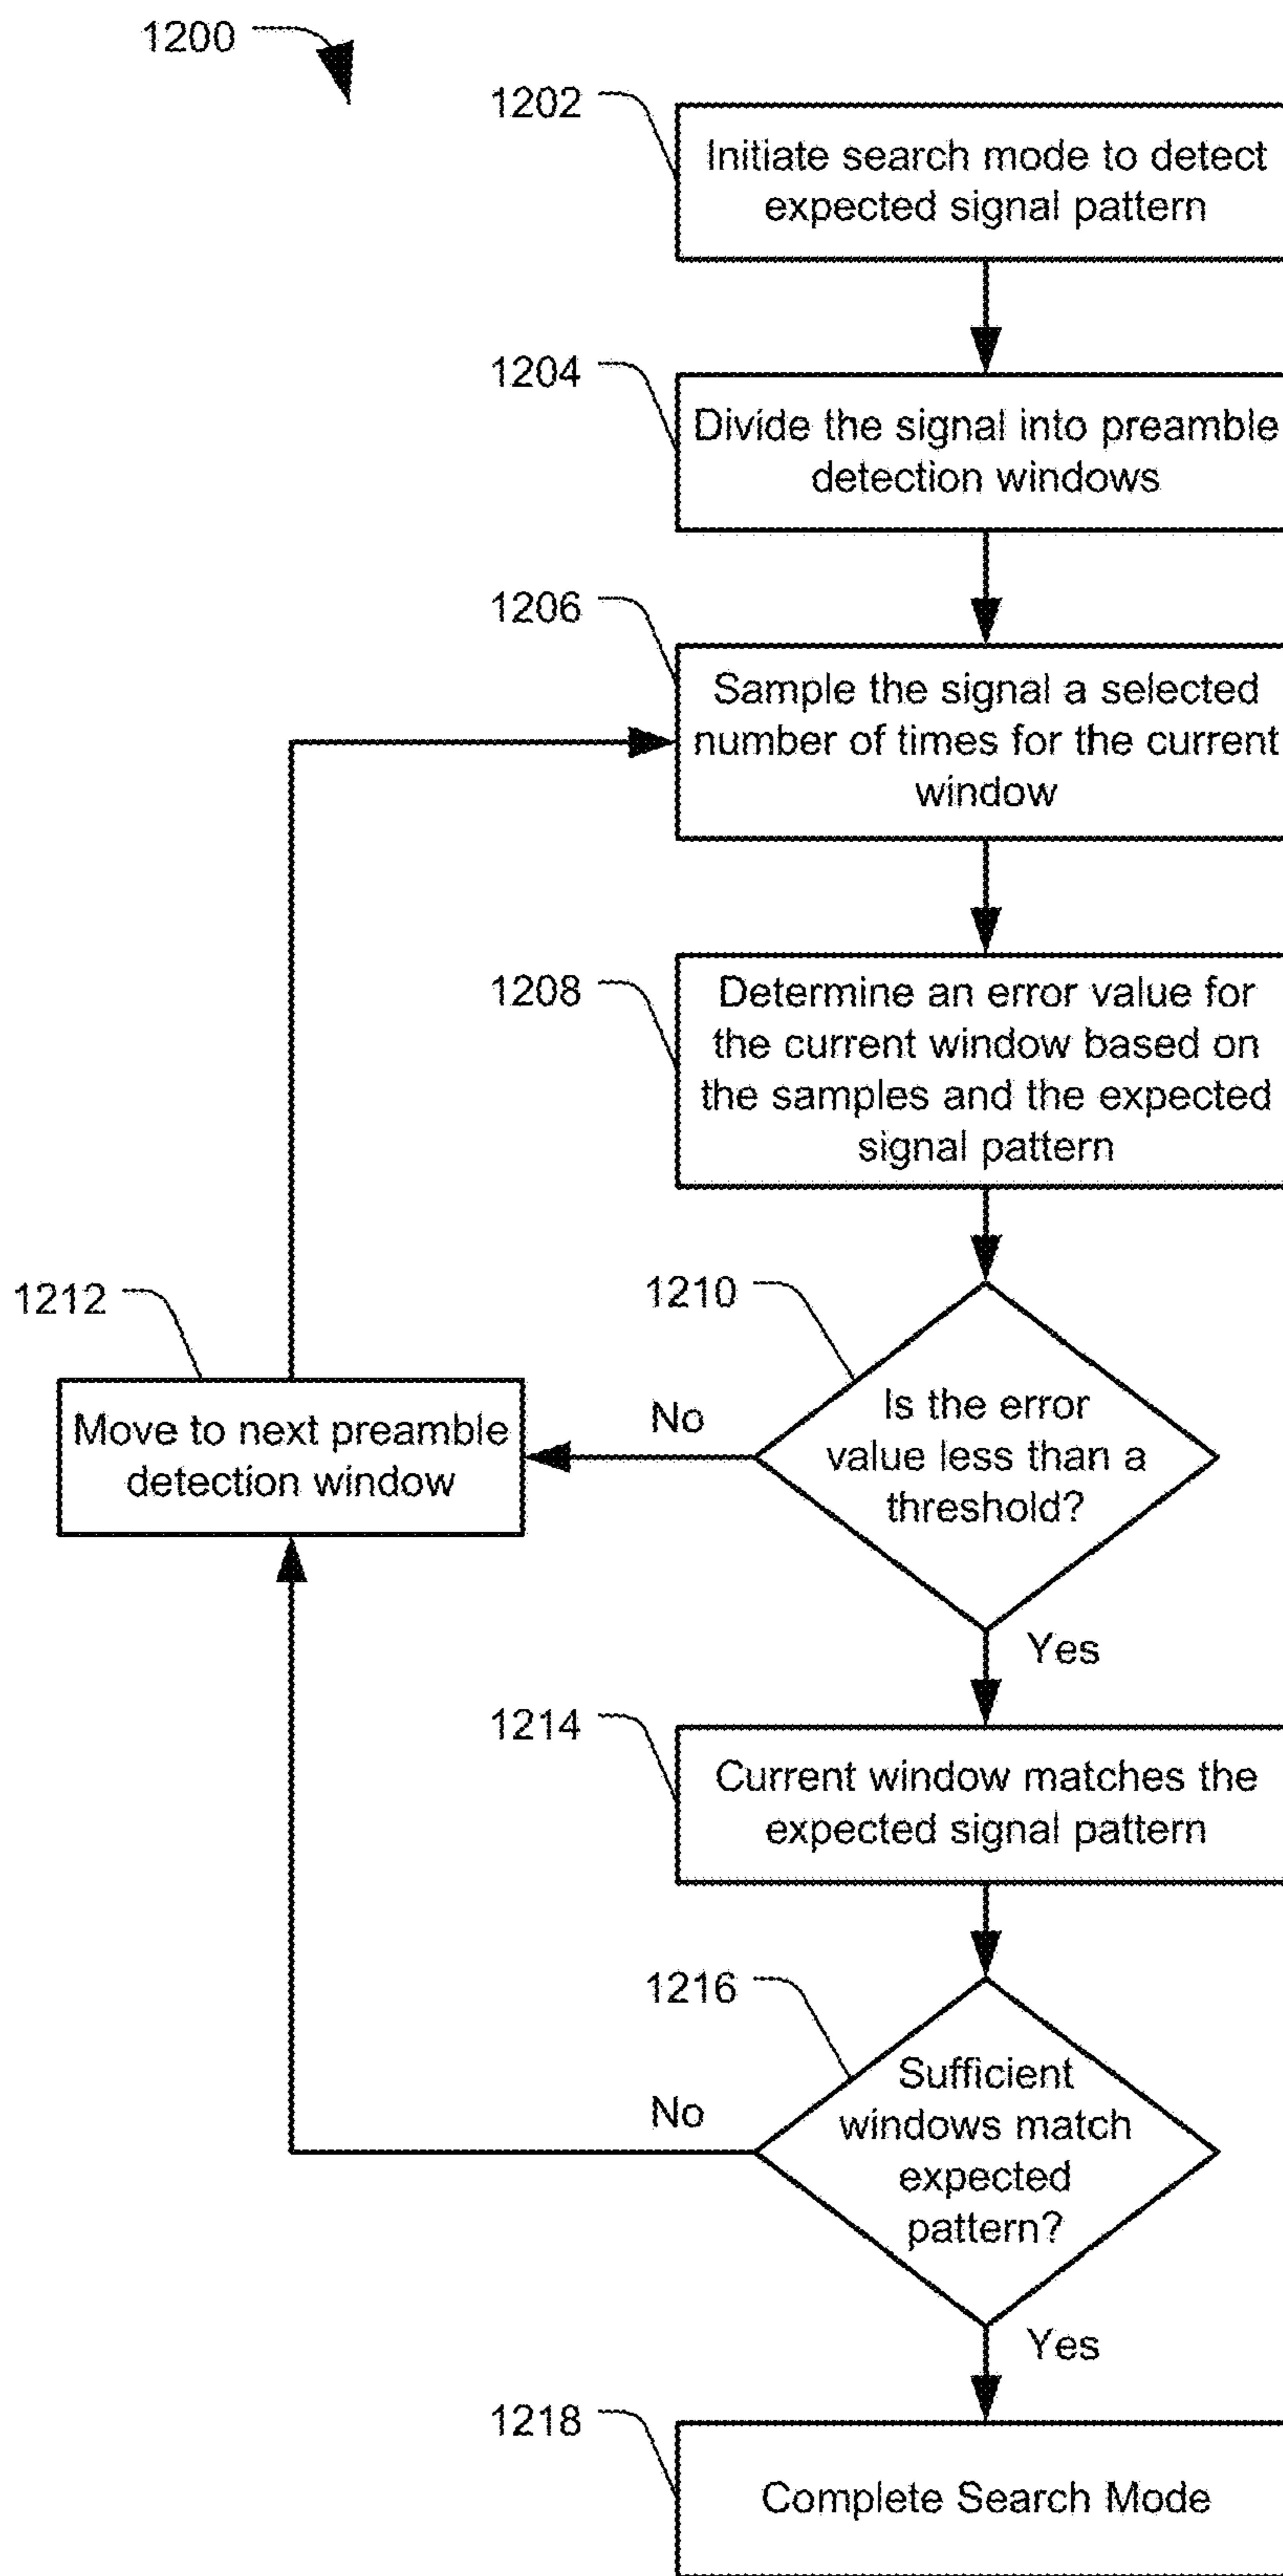 1200
1202
Initiate search mode to detect
expected signal pattern
1204
Divide the signal into preamble
detection windows
1206
Sample the signal a selected
number of times for the current
window
1208
Determine an error value for
the current window based on
the samples and the expected
signal pattern
1210
Is the error
value less than a
threshold?
No
1212
Move to next preamble
detection window
Yes
1214
Current window matches the
expected signal pattern
1216
Sufficient
windows match
expected
pattern?
No
Yes
1218
Complete Search Mode